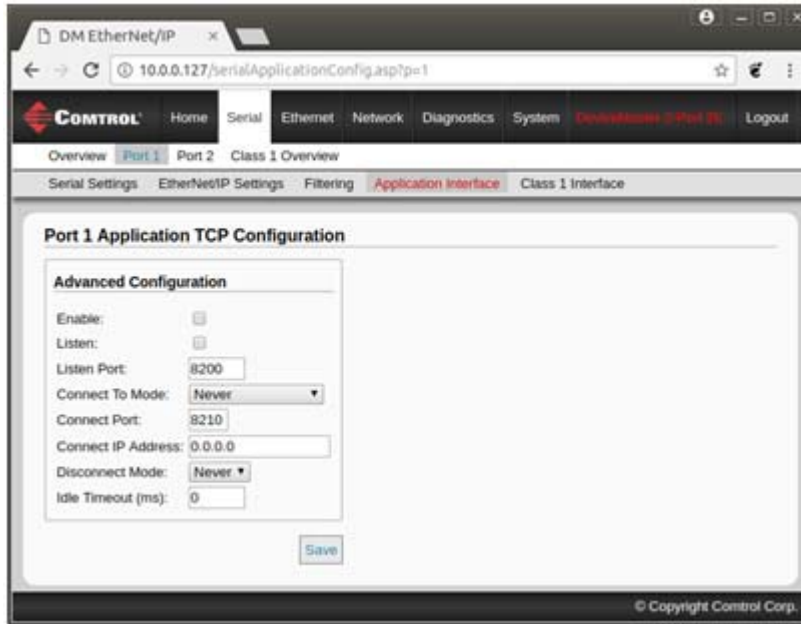 DM EtherNet/IP
10.0.0.127/serialApplicationConfig.asp?p=1
COMTROL Home Serial Ethernet Network Diagnostics System DeviceMaster 2-Port Logout
Overview Port 1 Port 2 Class 1 Overview
Serial Settings EtherNet/IP Settings Filtering Application Interface Class 1 Interface
Port 1 Application TCP Configuration
Advanced Configuration
Enable:
Listen:
Listen Port: 8200
Connect To Mode: Never
Connect Port: 8210
Connect IP Address: 0.0.0.0
Disconnect Mode: Never
Idle Timeout (ms): 0
Save
© Copyright Comtrol Corp.